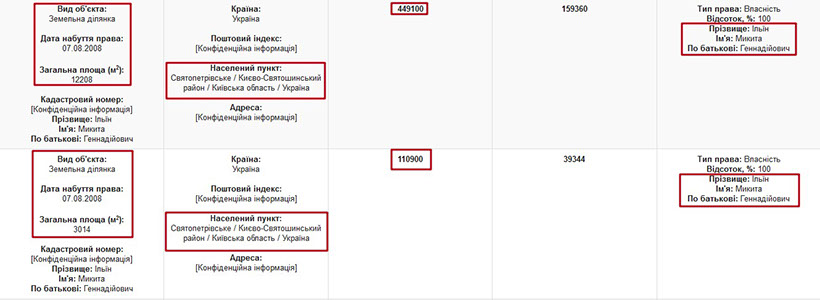 Вид об'єкта:
Земельна ділянка
Дата набуття права:
07.08.2008
Загальна площа (м²):
12208
Кадастровий номер:
[Конфіденційна інформація]
Прізвище: Ільін
Ім'я: Микита
По батькові: Геннадійович
Країна:
Україна
Поштовий індекс:
[Конфіденційна інформація]
Населений пункт:
Святопетрівське / Києво-Святошинський
район / Київська область / Україна
Адреса:
[Конфіденційна інформація]
449100
159360
Тип права: Власність
Відсоток, %: 100
Прізвище: Ільін
Ім'я: Микита
По батькові: Геннадійович
Вид об'єкта:
Земельна ділянка
Дата набуття права:
07.08.2008
Загальна площа (м²):
3014
Кадастровий номер:
[Конфіденційна інформація]
Прізвище: Ільін
Ім'я: Микита
По батькові: Геннадійович
Країна:
Україна
Поштовий індекс:
[Конфіденційна інформація]
Населений пункт:
Святопетрівське / Києво-Святошинський
район / Київська область / Україна
Адреса:
[Конфіденційна інформація]
110900
39344
Тип права: Власність
Відсоток, %: 100
Прізвище: Ільін
Ім'я: Микита
По батькові: Геннадійович